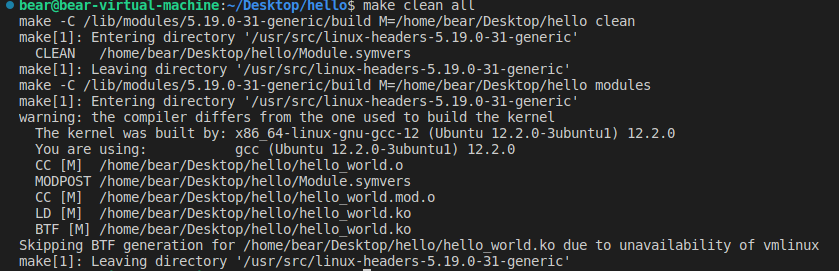 bear@bear-virtual-machine:~/Desktop/hello$ make clean all
make -C /lib/modules/5.19.0-31-generic/build M=/home/bear/Desktop/hello clean
make[1]: Entering directory '/usr/src/linux-headers-5.19.0-31-generic'
  CLEAN   /home/bear/Desktop/hello/Module.symvers
make[1]: Leaving directory '/usr/src/linux-headers-5.19.0-31-generic'
make -C /lib/modules/5.19.0-31-generic/build M=/home/bear/Desktop/hello modules
make[1]: Entering directory '/usr/src/linux-headers-5.19.0-31-generic'
warning: the compiler differs from the one used to build the kernel
  The kernel was built by: x86_64-linux-gnu-gcc-12 (Ubuntu 12.2.0-3ubuntu1) 12.2.0
  You are using:           gcc (Ubuntu 12.2.0-3ubuntu1) 12.2.0
  CC [M]  /home/bear/Desktop/hello/hello_world.o
  MODPOST /home/bear/Desktop/hello/Module.symvers
  CC [M]  /home/bear/Desktop/hello/hello_world.mod.o
  LD [M]  /home/bear/Desktop/hello/hello_world.ko
  BTF [M] /home/bear/Desktop/hello/hello_world.ko
Skipping BTF generation for /home/bear/Desktop/hello/hello_world.ko due to unavailability of vmlinux
make[1]: Leaving directory '/usr/src/linux-headers-5.19.0-31-generic'